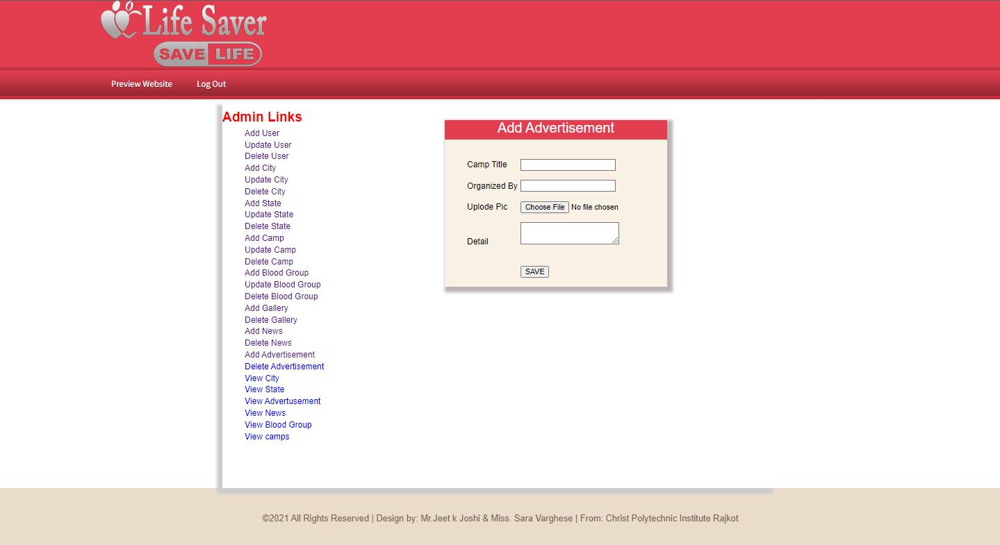 Life Saver
SAVE LIFE
Preview Website Log Out
Admin Links
Add User
Update User
Delete User
Add City
Update City
Delete City
Add State
Update State
Delete State
Add Camp
Update Camp
Delete Camp
Add Blood Group
Update Blood Group
Delete Blood Group
Add Gallery
Delete Gallery
Add News
Delete News
Add Advertisement
Delete Advertisement
View City
View State
View Advertusement
View News
View Blood Group
View camps
Add Advertisement
Camp Title
Organized By
Uplode Pic Choose File No file chosen
Detail
SAVE
©2021 All Rights Reserved | Design by: Mr.Jeet k Joshi & Miss. Sara Varghese | From: Christ Polytechnic Institute Rajkot